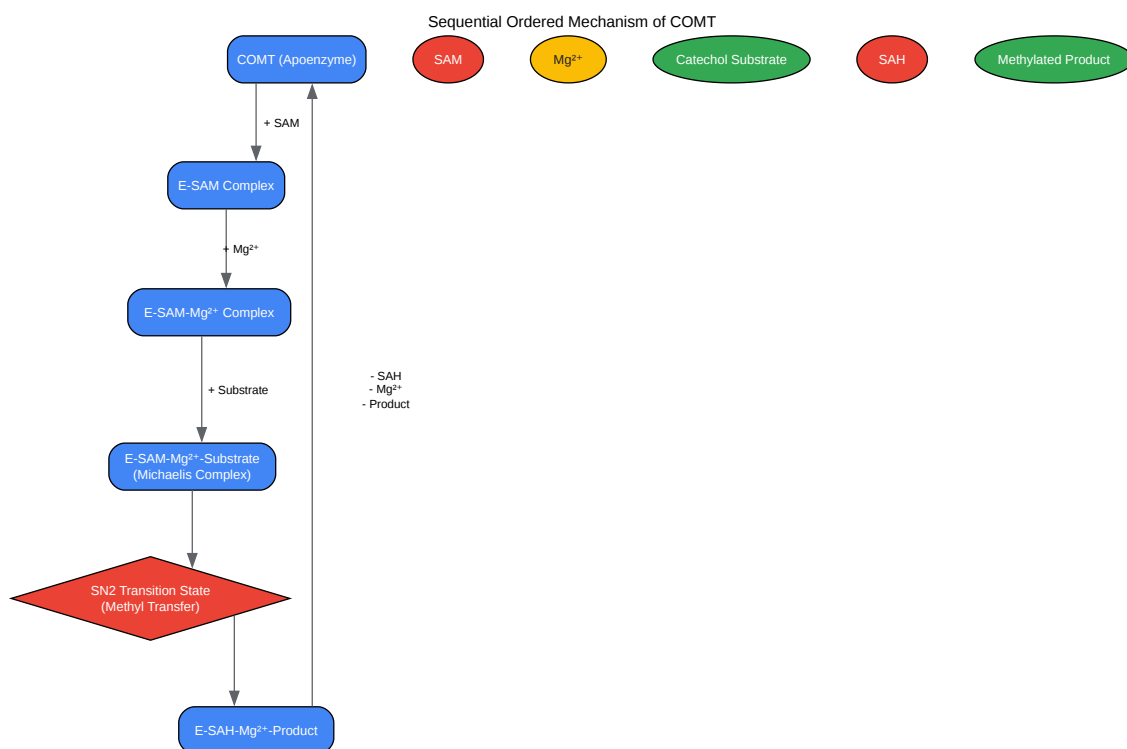 Sequential Ordered Mechanism of COMT
COMT (Apoenzyme)
SAM
Mg²⁺
Catechol Substrate
SAH
Methylated Product
+ SAM
E-SAM Complex
+ Mg²⁺
E-SAM-Mg²⁺ Complex
- SAH
- Mg²⁺
- Product
+ Substrate
E-SAM-Mg²⁺-Substrate
(Michaelis Complex)
SN2 Transition State
(Methyl Transfer)
E-SAH-Mg²⁺-Product